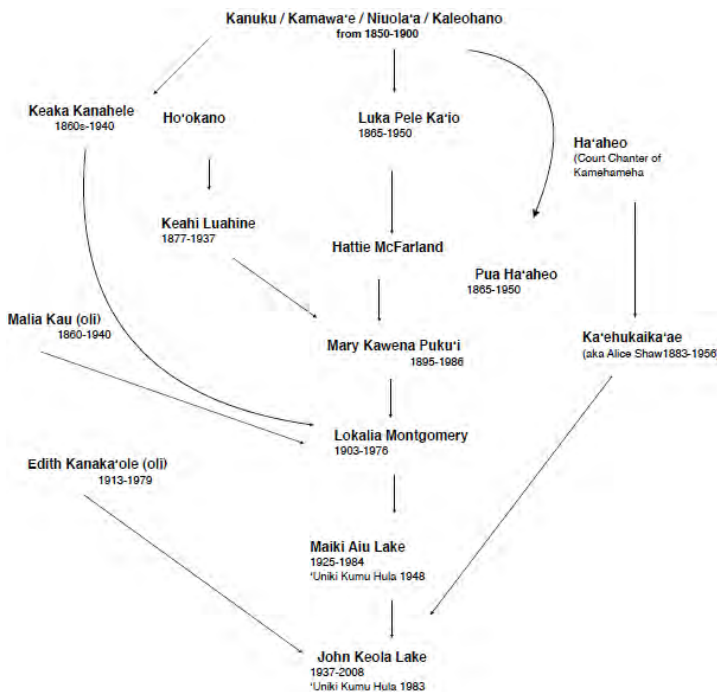 Kanuku / Kamawaʻe / Niuolaʻa / Kaleohano
from 1850-1900
Keaka Kanahele
1860s-1940
Hoʻokano
Luka Pele Kaʻio
1865-1950
Haʻaheo
(Court Chanter of
Kamehameha
Keahi Luahine
1877-1937
Hattie McFarland
Pua Haʻaheo
1865-1950
Malia Kau (oli)
1860-1940
Mary Kawena Pukuʻi
1895-1986
Kaʻehukaikaʻae
(aka Alice Shaw1883-1956)
Lokalia Montgomery
1903-1976
Edith Kanakaʻole (oli)
1913-1979
Maiki Aiu Lake
1925-1984
ʻUniki Kumu Hula 1948
John Keola Lake
1937-2008
ʻUniki Kumu Hula 1983